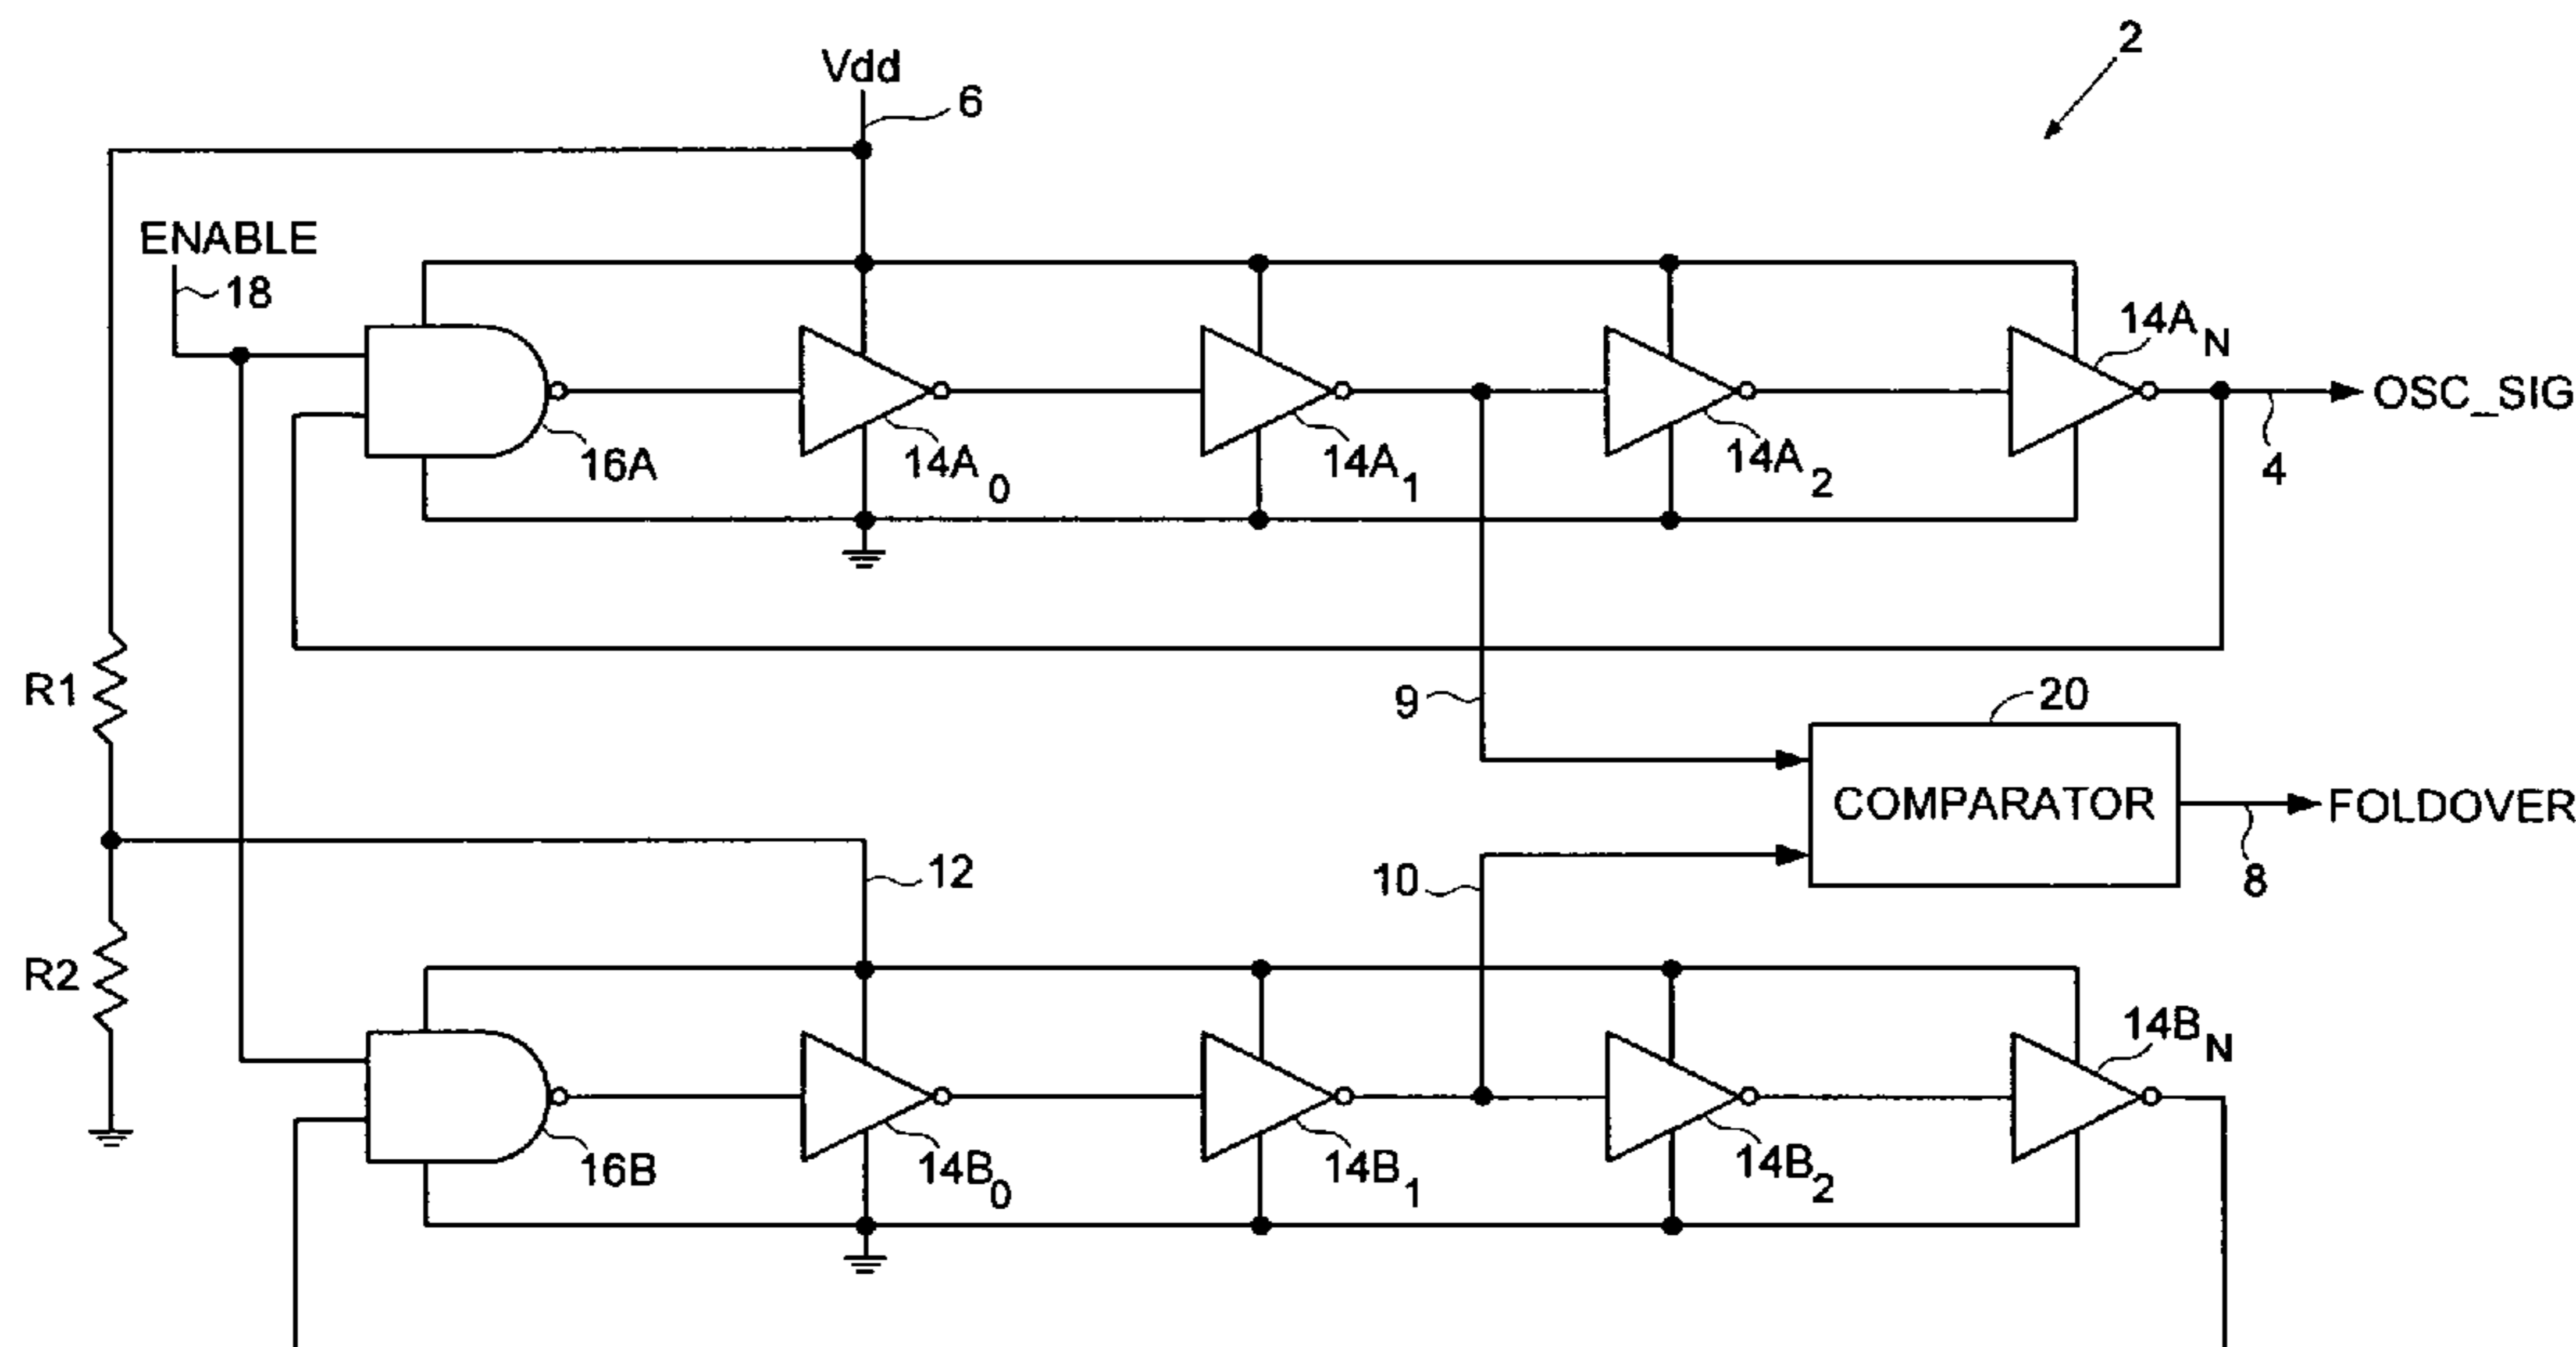 2
Vdd
6
ENABLE
18
14A N
OSC_SIG
16A
14A 0
14A 1
14A 2
4
R1
9
20
COMPARATOR
FOLDOVER
12
10
8
R2
14B N
16B
14B 0
14B 1
14B 2